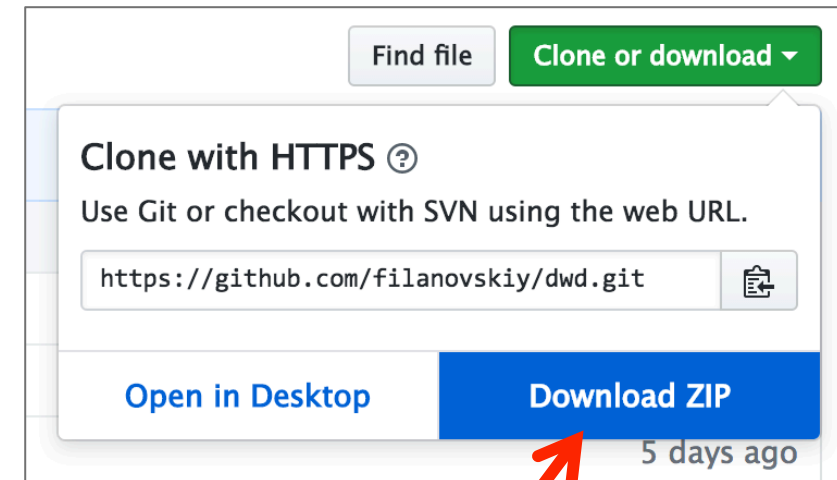 Find file
Clone or download
Clone with HTTPS ?
Use Git or checkout with SVN using the web URL.
https://github.com/filanovskiy/dwd.git
Open in Desktop
Download ZIP
5 days ago